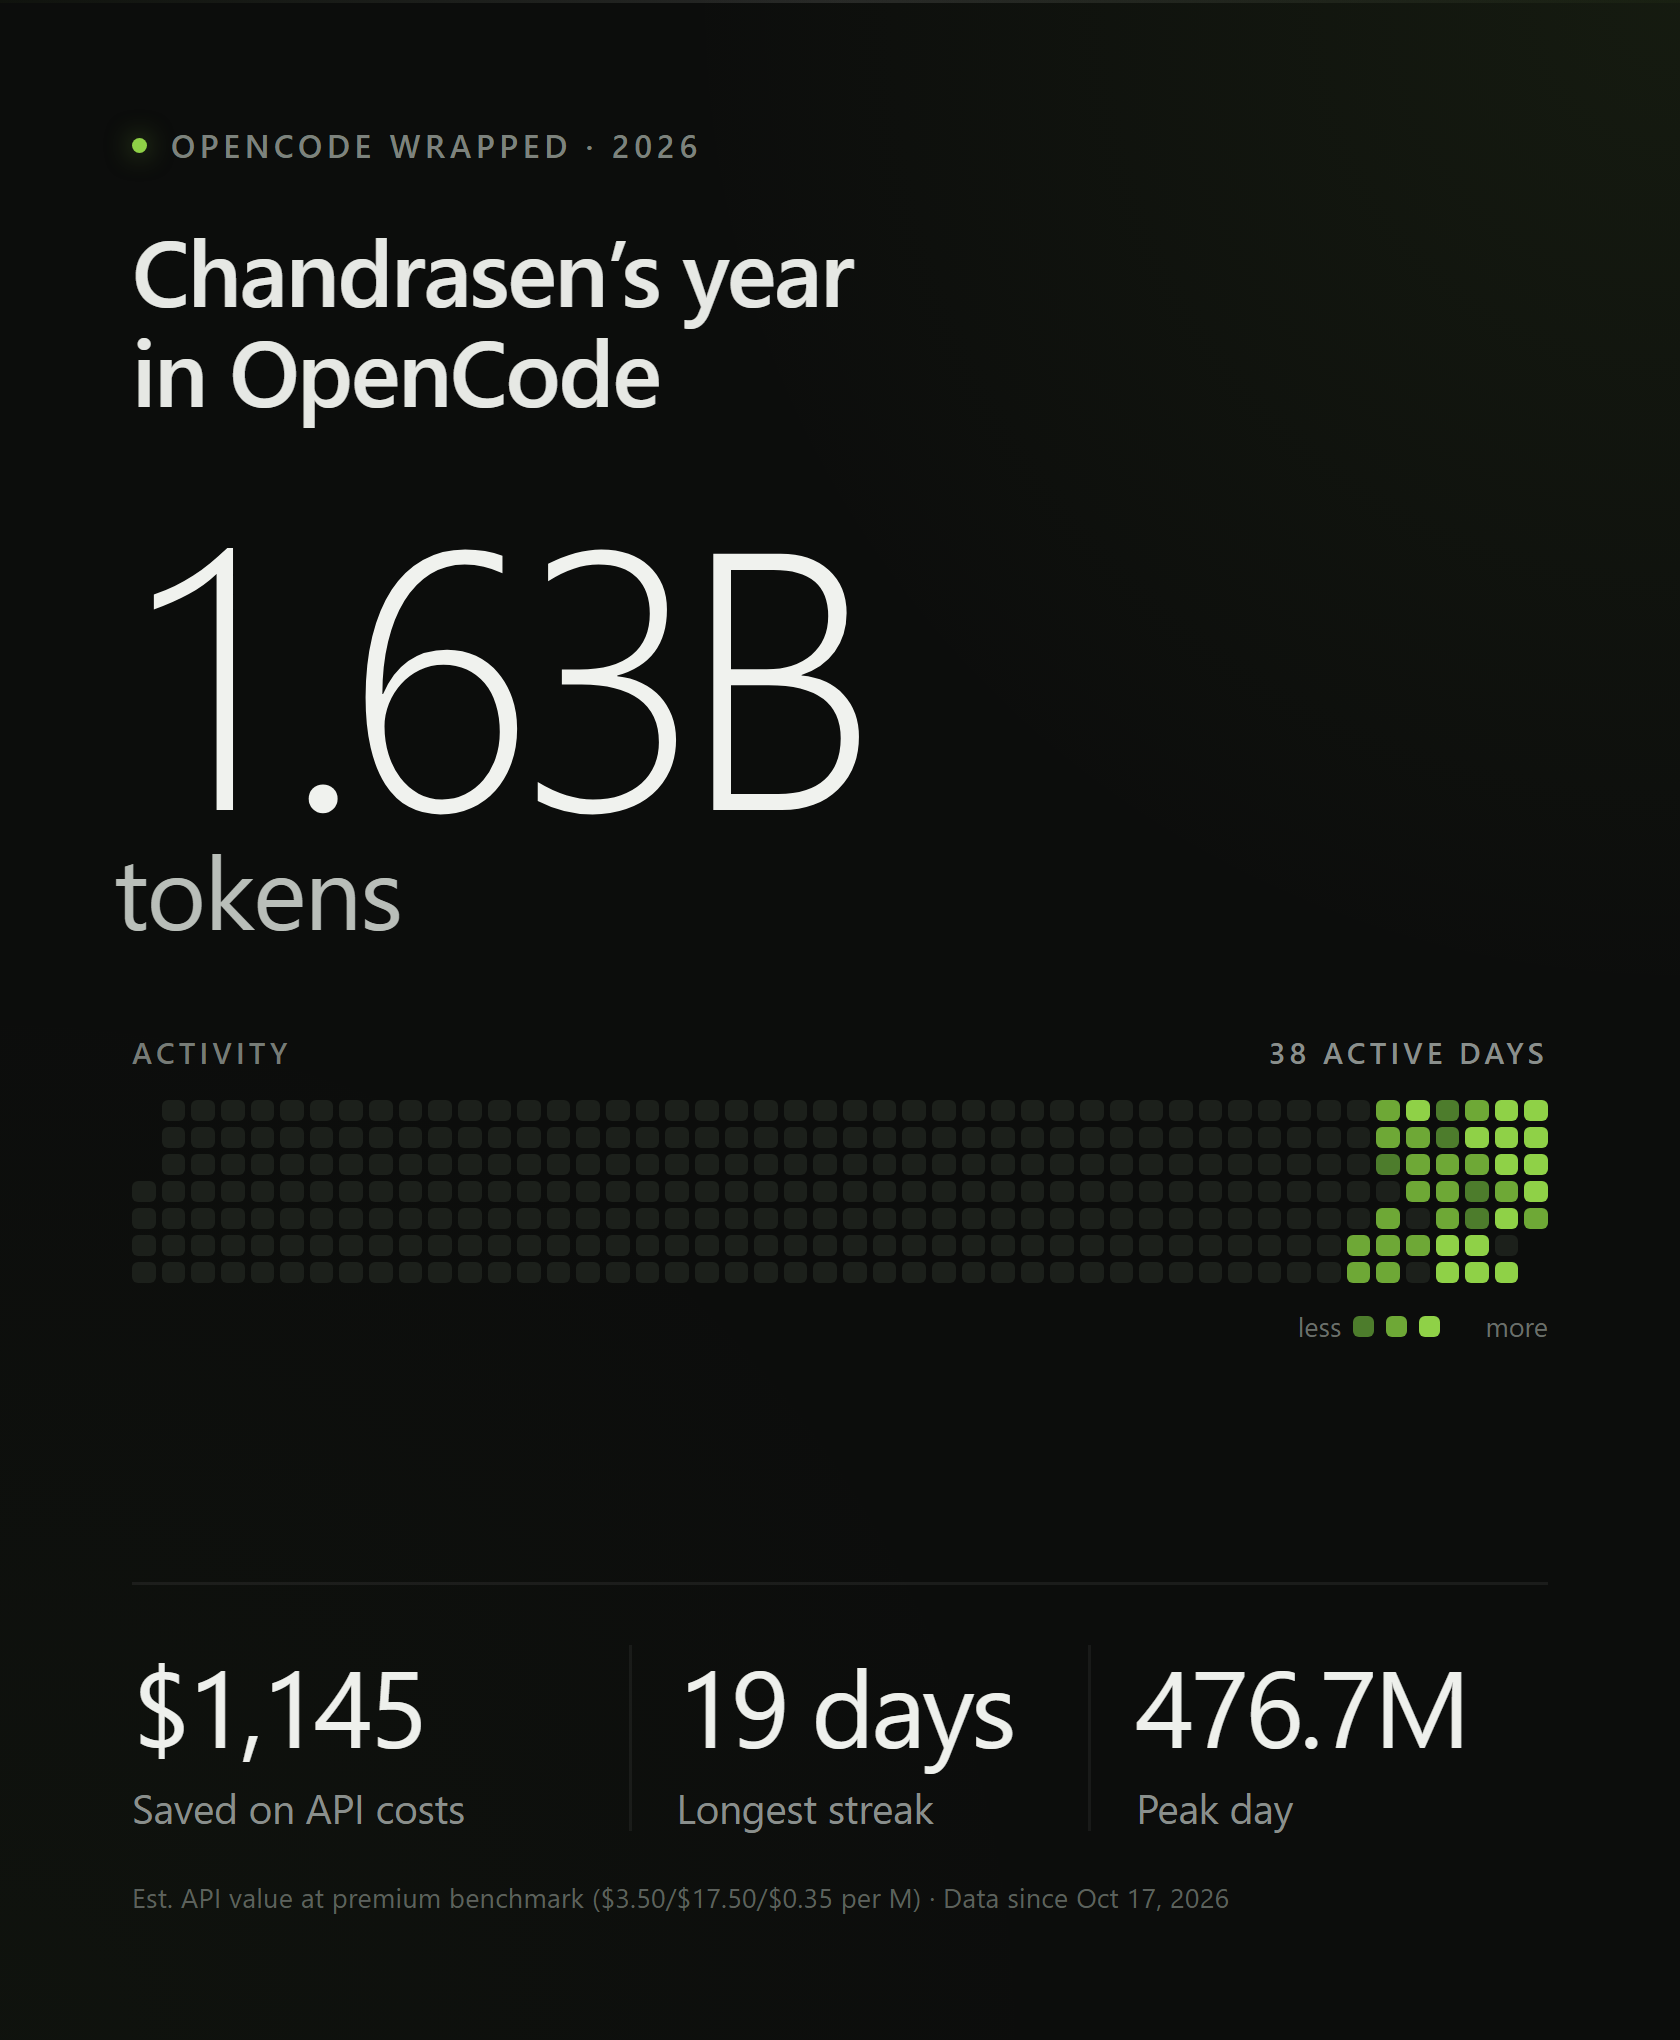 OPENCODE WRAPPED · 2026
Chandrasen’s year
in OpenCode
1.63B
tokens
ACTIVITY
38 ACTIVE DAYS
less
more
$1,145
Saved on API costs
19 days
Longest streak
476.7M
Peak day
Est. API value at premium benchmark ($3.50/$17.50/$0.35 per M) · Data since Oct 17, 2026